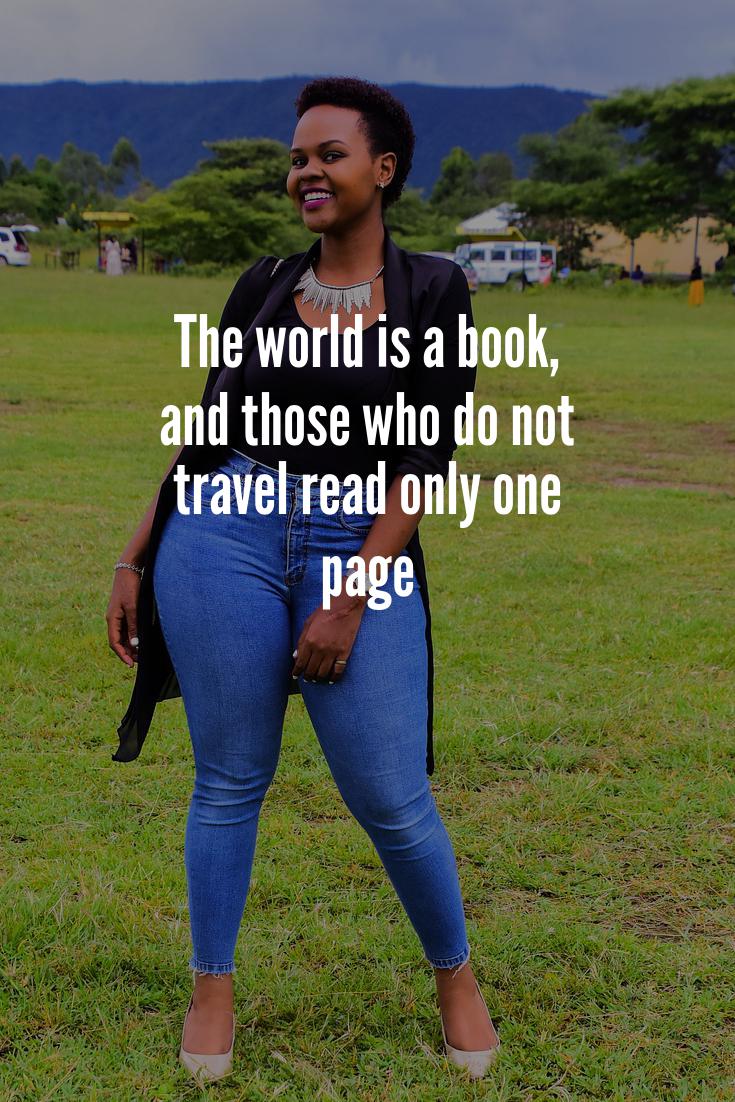 The world is a book,
and those who do not
travel read only one
page